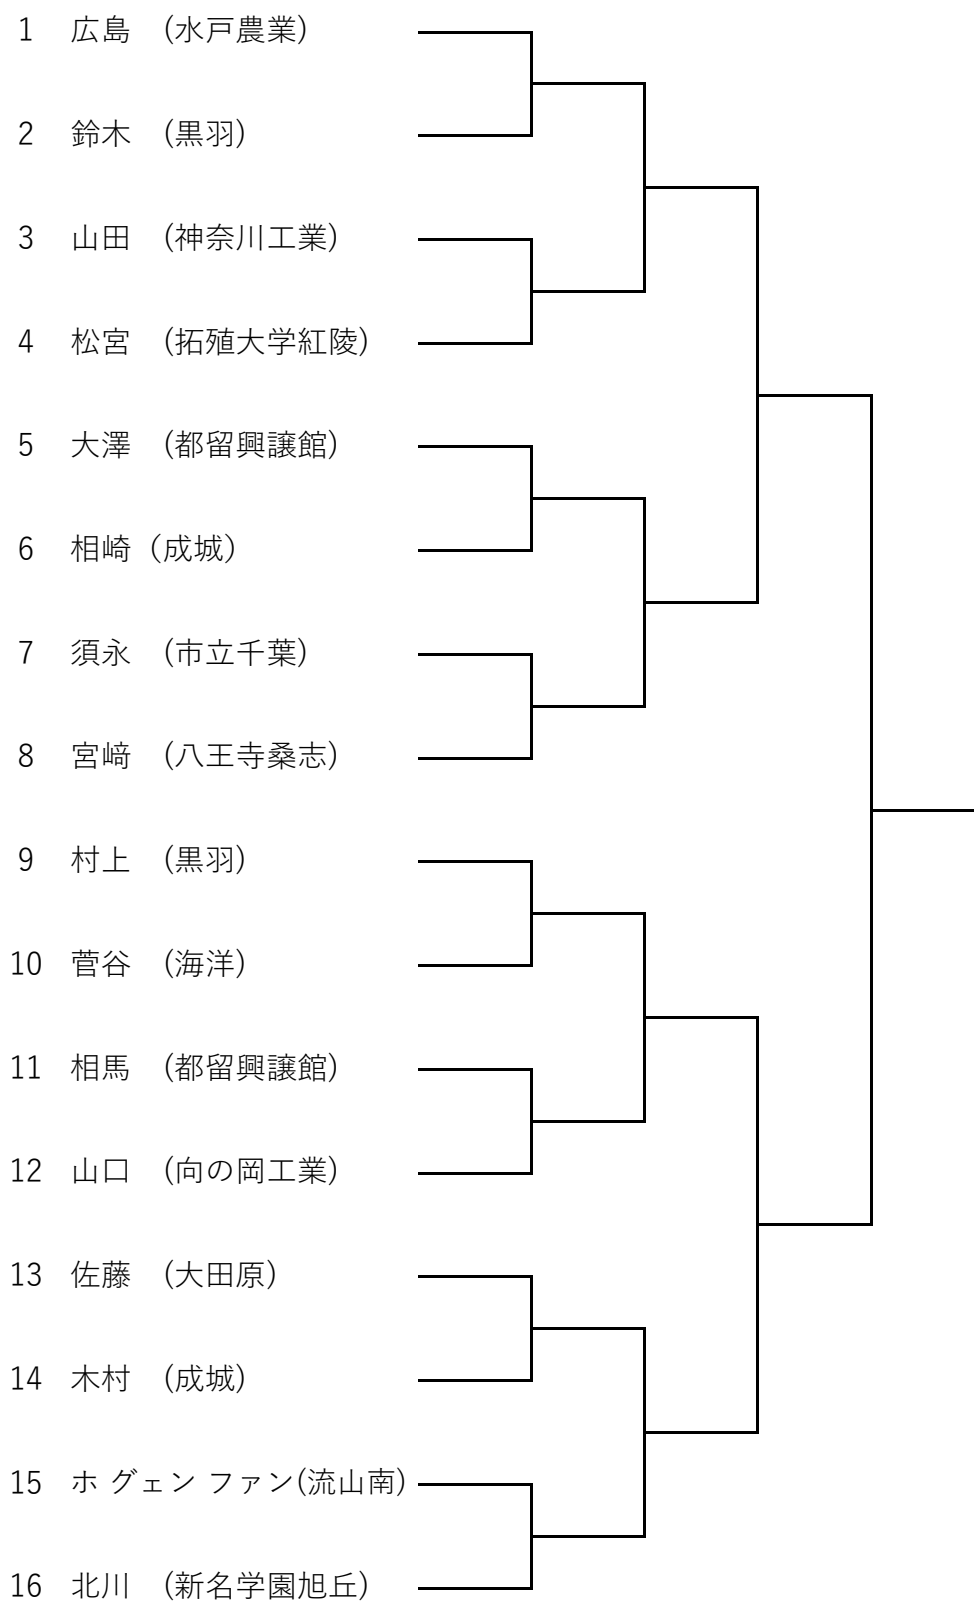 1 広島 (水戸農業)
2 鈴木 (黒羽)
3 山田 (神奈川工業)
4 松宮 (拓殖大学紅陵)
5 大澤 (都留興譲館)
6 相崎 (成城)
7 須永 (市立千葉)
8 宮﨑 (八王寺桑志)
9 村上 (黒羽)
10 菅谷 (海洋)
11 相馬 (都留興譲館)
12 山口 (向の岡工業)
13 佐藤 (大田原)
14 木村 (成城)
15 ホ グェン ファン(流山南)
16 北川 (新名学園旭丘)